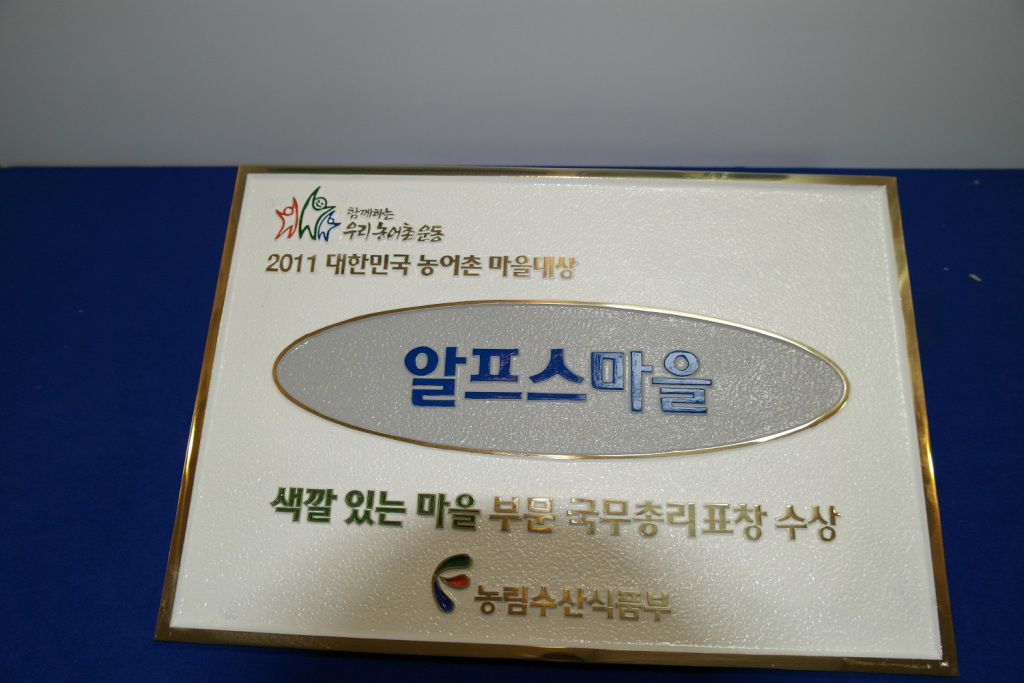 함께하는
우리 농어촌 운동
2011 대한민국 농어촌 마을대상
알프스마을
색깔 있는 마을 부문 국무총리표창 수상
농림수산식품부